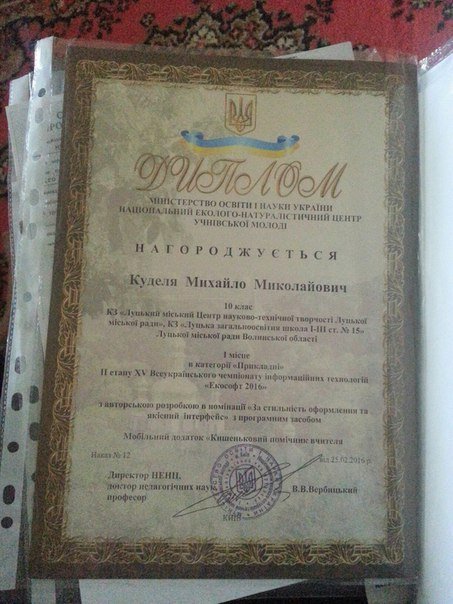 ДИПЛОМ
МІНІСТЕРСТВО ОСВІТИ І НАУКИ УКРАЇНИ
НАЦІОНАЛЬНИЙ ЕКОЛОГО-НАТУРАЛІСТИЧНИЙ ЦЕНТР
УЧНІВСЬКОЇ МОЛОДІ
НАГОРОДЖУЄТЬСЯ
Куделя Михайло Миколайович
10 клас
КЗ «Луцький міський Центр науково-технічної творчості Луцької
міської ради», КЗ «Луцька загальноосвітня школа І-ІІІ ст. № 15»
Луцької міської ради Волинської області
І місце
в категорії «Прикладні»
ІІ етапу XV Всеукраїнського чемпіонату інформаційних технологій
«Екософт 2016»
з авторською розробкою в номінації «За стильність оформлення та
якісний інтерфейс» з програмним засобом
Мобільний додаток «Кишеньковий помічник вчителя
Наказ № 12 від 25.02.2016 р.
Директор НЕНЦ,
доктор педагогічних наук, В.В.Вербицький
професор
КИЇВ